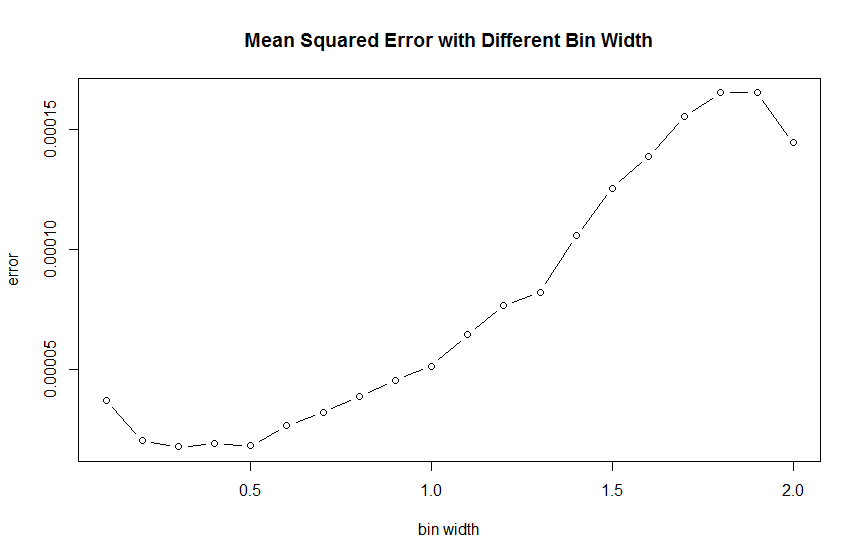 Mean Squared Error with Different Bin Width
0.00015
0.00010
0.00005
error
0.5 1.0 1.5 2.0
bin width